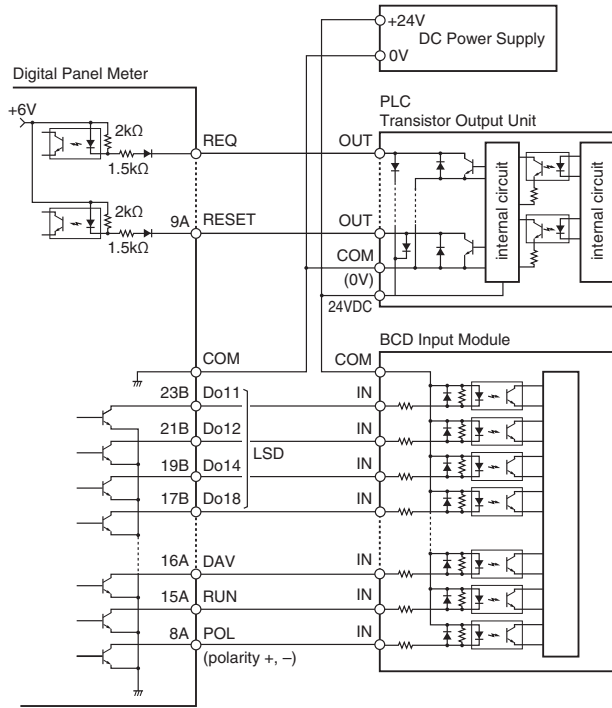 +24V
DC Power Supply
0V
Digital Panel Meter
PLC
Transistor Output Unit
+6V
2kΩ
1.5kΩ
REQ
OUT
internal circuit
internal circuit
2kΩ
1.5kΩ
9A
RESET
OUT
COM
(0V)
24VDC
BCD Input Module
COM
COM
23B Do11 IN
21B Do12 IN
LSD
19B Do14 IN
17B Do18 IN
16A DAV IN
15A RUN IN
8A POL IN
(polarity +, –)